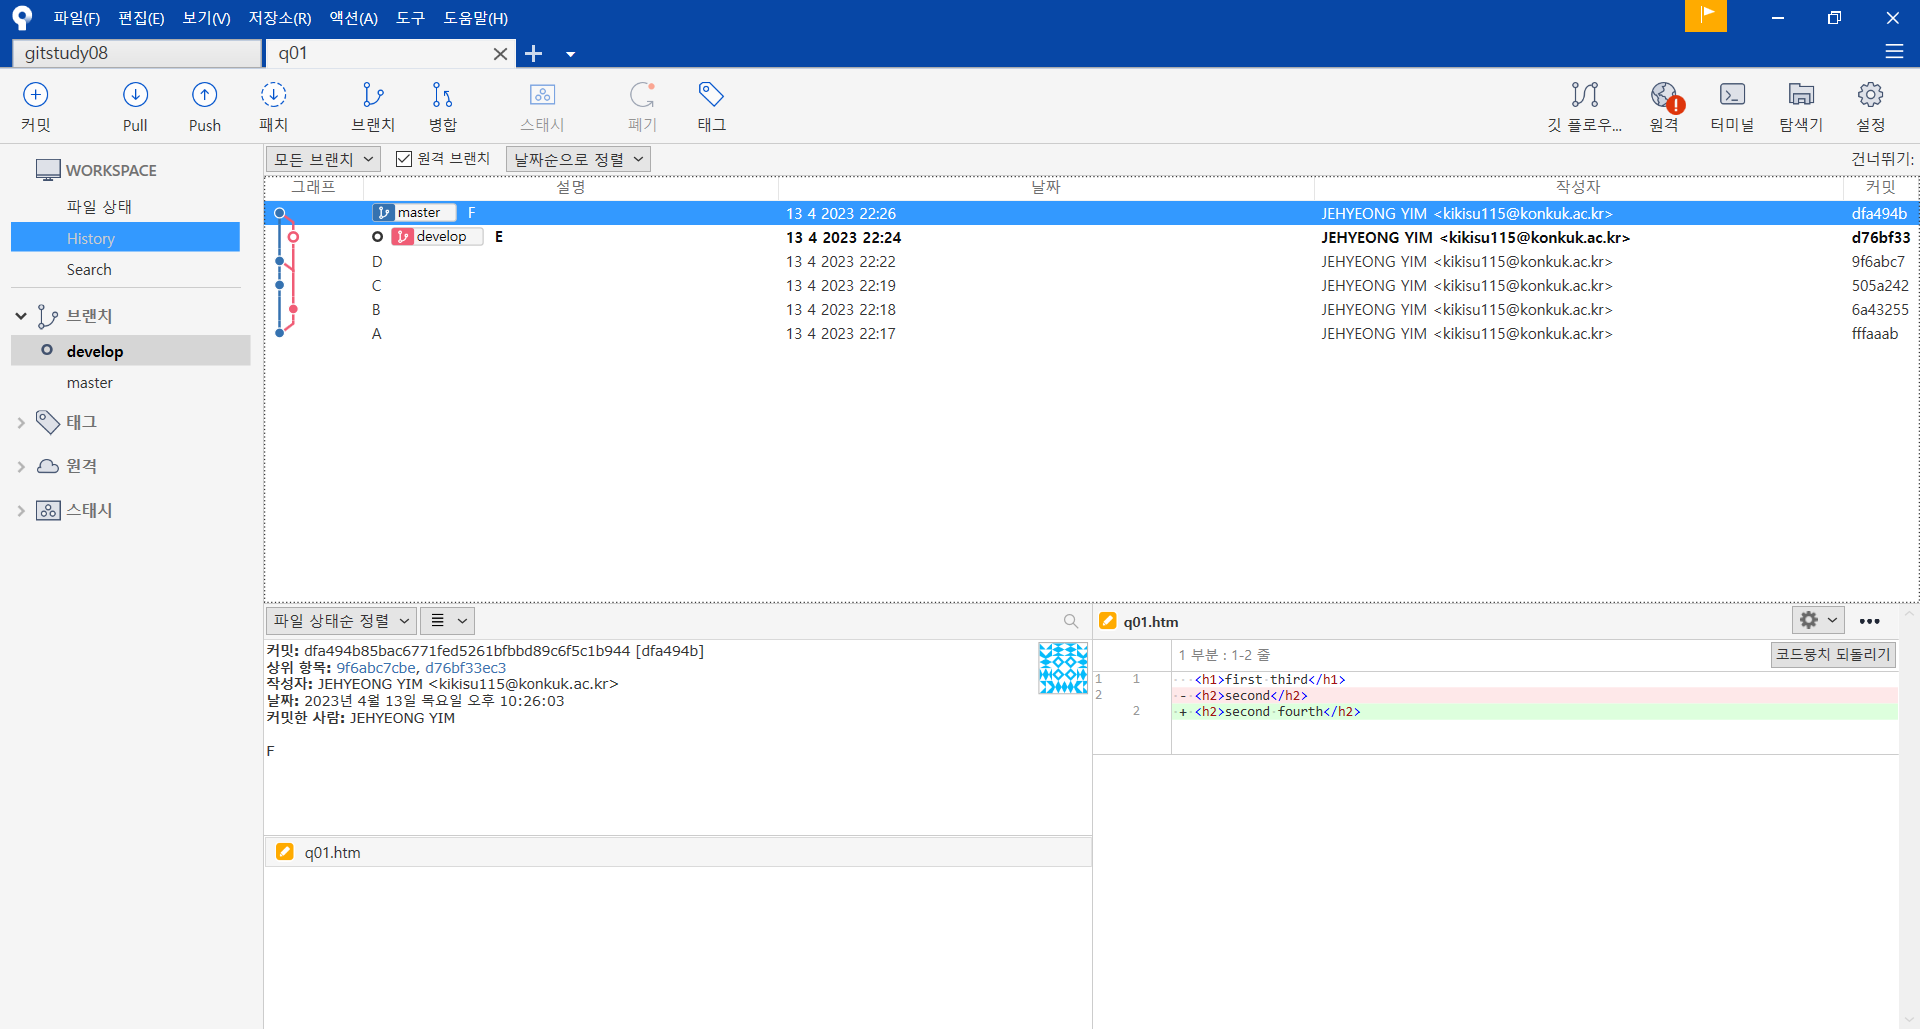 파일(F) 편집(E) 보기(V) 저장소(R) 액션(A) 도구 도움말(H)
gitstudy08 q01
커밋 Pull Push 패치 브랜치 병합 스태시 폐기 태그 깃 플로우... 원격 터미널 탐색기 설정
WORKSPACE
파일 상태
History
Search
브랜치
develop
master
태그
원격
스태시
모든 브랜치 원격 브랜치 날짜순으로 정렬 건너뛰기:
그래프 설명 날짜 작성자 커밋
master F 13 4 2023 22:26 JEHYEONG YIM <kikisu115@konkuk.ac.kr> dfa494b
develop E 13 4 2023 22:24 JEHYEONG YIM <kikisu115@konkuk.ac.kr> d76bf33
D 13 4 2023 22:22 JEHYEONG YIM <kikisu115@konkuk.ac.kr> 9f6abc7
C 13 4 2023 22:19 JEHYEONG YIM <kikisu115@konkuk.ac.kr> 505a242
B 13 4 2023 22:18 JEHYEONG YIM <kikisu115@konkuk.ac.kr> 6a43255
A 13 4 2023 22:17 JEHYEONG YIM <kikisu115@konkuk.ac.kr> fffaaab
파일 상태순 정렬
커밋: dfa494b85bac6771fed5261bfbbd89c6f5c1b944 [dfa494b]
상위 항목: 9f6abc7cbe, d76bf33ec3
작성자: JEHYEONG YIM <kikisu115@konkuk.ac.kr>
날짜: 2023년 4월 13일 목요일 오후 10:26:03
커밋한 사람: JEHYEONG YIM
F
q01.htm
q01.htm
1 부분 : 1-2 줄 코드뭉치 되돌리기
1 1 <h1>first third</h1>
2 - <h2>second</h2>
2 + <h2>second fourth</h2>